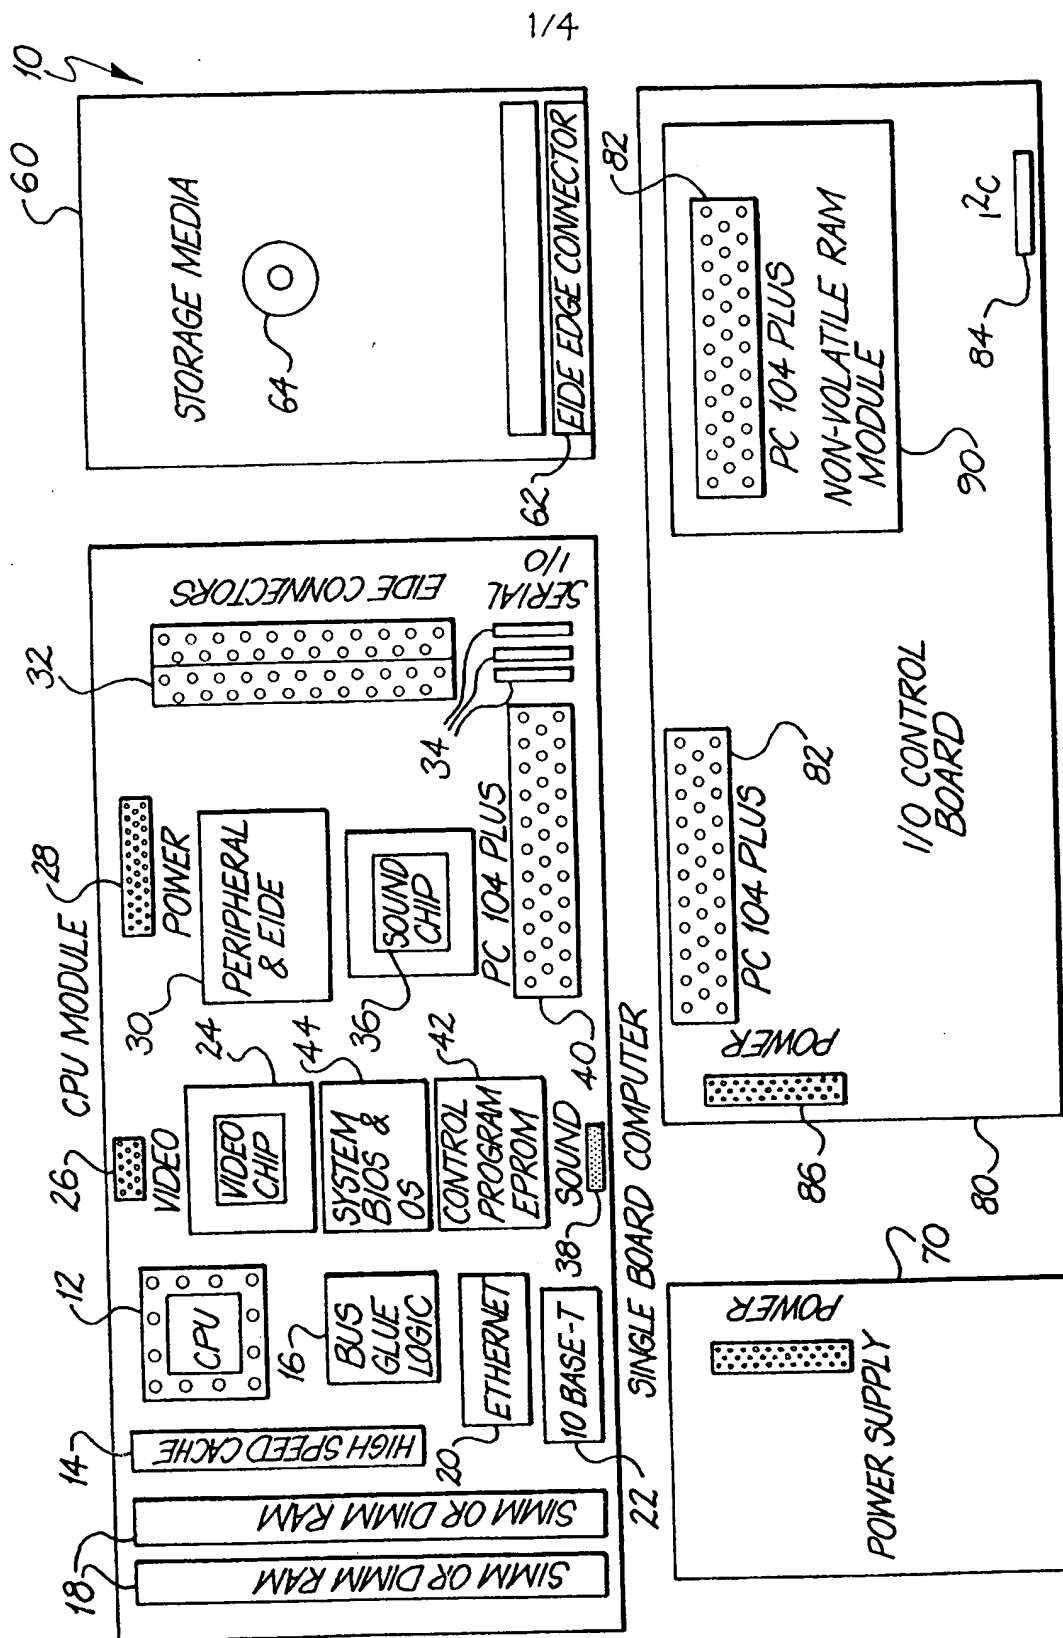 1/4
10
60
STORAGE MEDIA
64
EIDE EDGE CONNECTOR
62
CPU MODULE
26
VIDEO
28
POWER
32
EIDE CONNECTORS
SERIAL
I/O
34
30
PERIPHERAL
& EIDE
SOUND
CHIP
36
PC 104 PLUS
40
24
VIDEO
CHIP
44
SYSTEM
BIOS &
OS
42
CONTROL
PROGRAM
EPROM
SOUND
38
12
CPU
16
BUS
GLUE
LOGIC
ETHERNET
20
10 BASE-T
22
14
HIGH SPEED CACHE
18
SIMM OR DIMM RAM
SIMM OR DIMM RAM
SINGLE BOARD COMPUTER
70
POWER
POWER SUPPLY
80
86
POWER
PC 104 PLUS
82
I/O CONTROL
BOARD
82
PC 104 PLUS
NON-VOLATILE RAM
MODULE
90
84
I2C